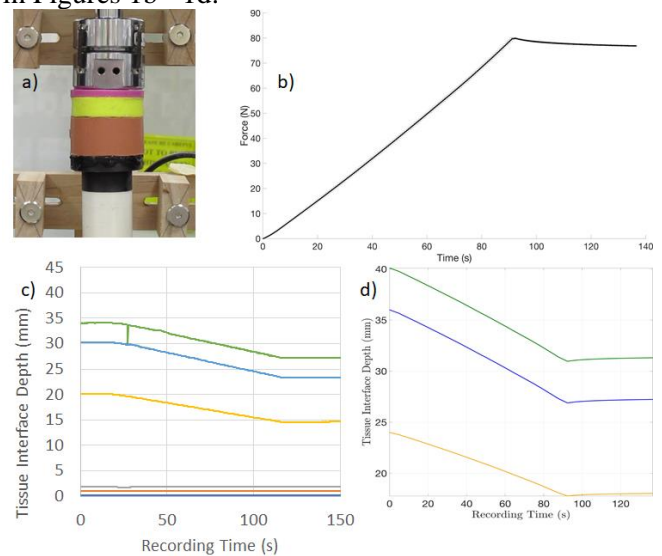 in Figures 1b - 1d.
a)
b)
Force (N)
90
80
70
60
50
40
30
20
10
0
0 20 40 60 80 100 120 140
Time (s)
c)
Tissue Interface Depth (mm)
45
40
35
30
25
20
15
10
5
0
0 50 100 150
Recording Time (s)
d)
Tissue Interface Depth (mm)
40
35
30
25
20
0 20 40 60 80 100 120
Recording Time (s)